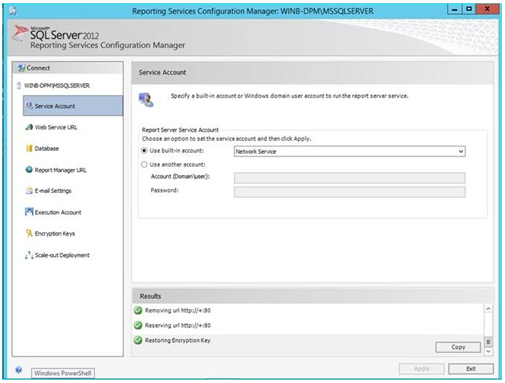 Reporting Services Configuration Manager: WINB-DPM\MSSQLSERVER
Microsoft
SQL Server 2012
Reporting Services Configuration Manager
Connect
WINB-DPM\MSSQLSERVER
Service Account
Web Service URL
Database
Report Manager URL
E-mail Settings
Execution Account
Encryption Keys
Scale-out Deployment
Service Account
Specify a built-in account or Windows domain user account to run the report server service.
Report Server Service Account
Choose an option to set the service account and then click Apply.
Use built-in account:
Network Service
Use another account:
Account (Domain\user):
Password:
Results
Removing url http://+:80
Reserving url http://+:80
Restoring Encryption Key
Copy
Apply
Exit
Windows PowerShell